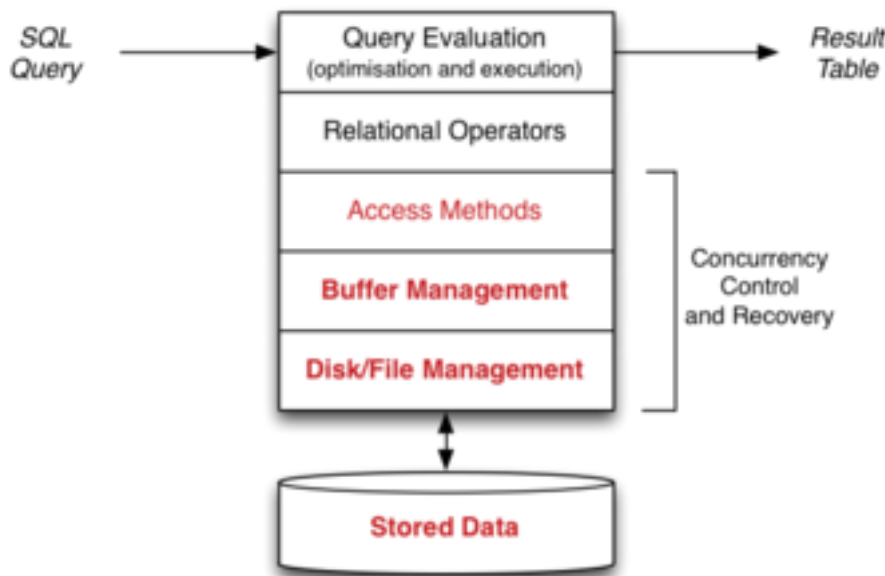 SQL
Query
Query Evaluation
(optimisation and execution)
Result
Table
Relational Operators
Access Methods
Buffer Management
Disk/File Management
Concurrency
Control
and Recovery
Stored Data